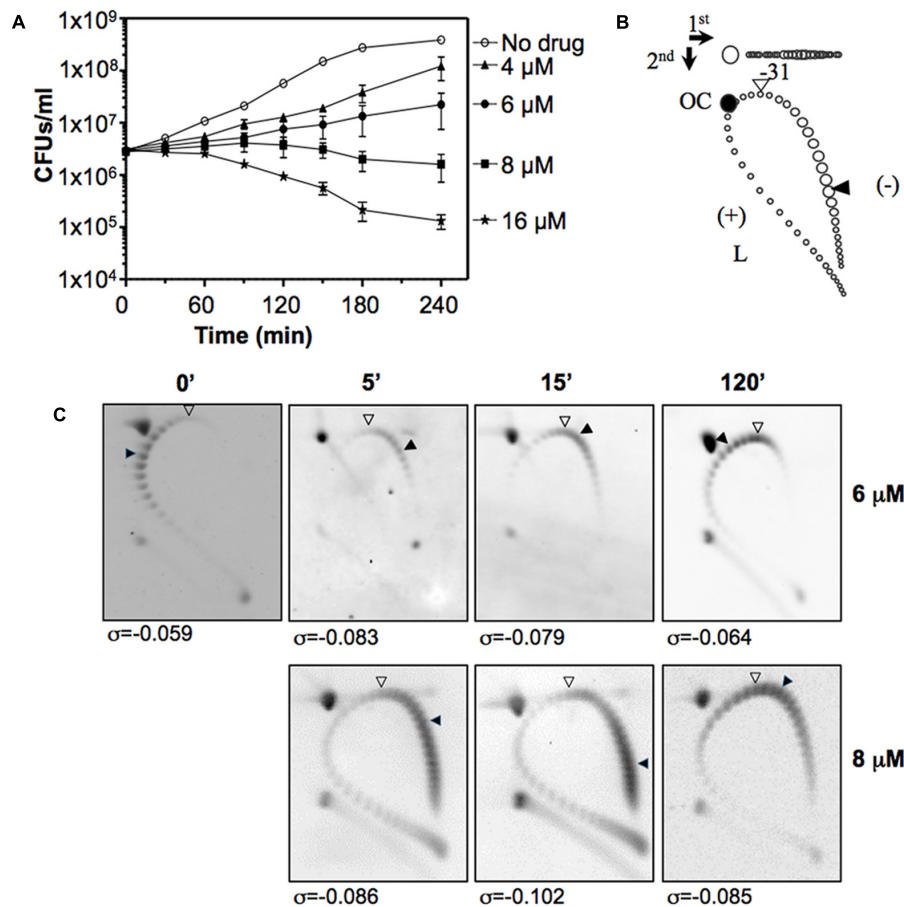 A
1x10⁹
1x10⁸
1x10⁷
1x10⁶
1x10⁵
1x10⁴
CFUs/ml
0 60 120 180 240
Time (min)
No drug
4 µM
6 µM
8 µM
16 µM
B
1st
2nd
-31
OC
(-)
(+)
L
C
0' 5' 15' 120'
6 µM
σ=-0.059 σ=-0.083 σ=-0.079 σ=-0.064
8 µM
σ=-0.086 σ=-0.102 σ=-0.085